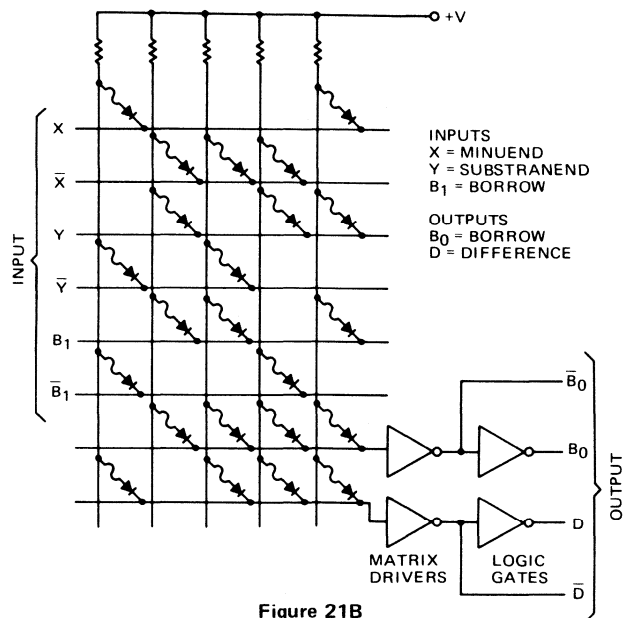 +V
INPUT
X
X̅
Y
Y̅
B₁
B̅₁
INPUTS
X = MINUEND
Y = SUBSTRANEND
B₁ = BORROW
OUTPUTS
B₀ = BORROW
D = DIFFERENCE
B̅₀
B₀
D
D̅
OUTPUT
MATRIX
DRIVERS
LOGIC
GATES
Figure 21B